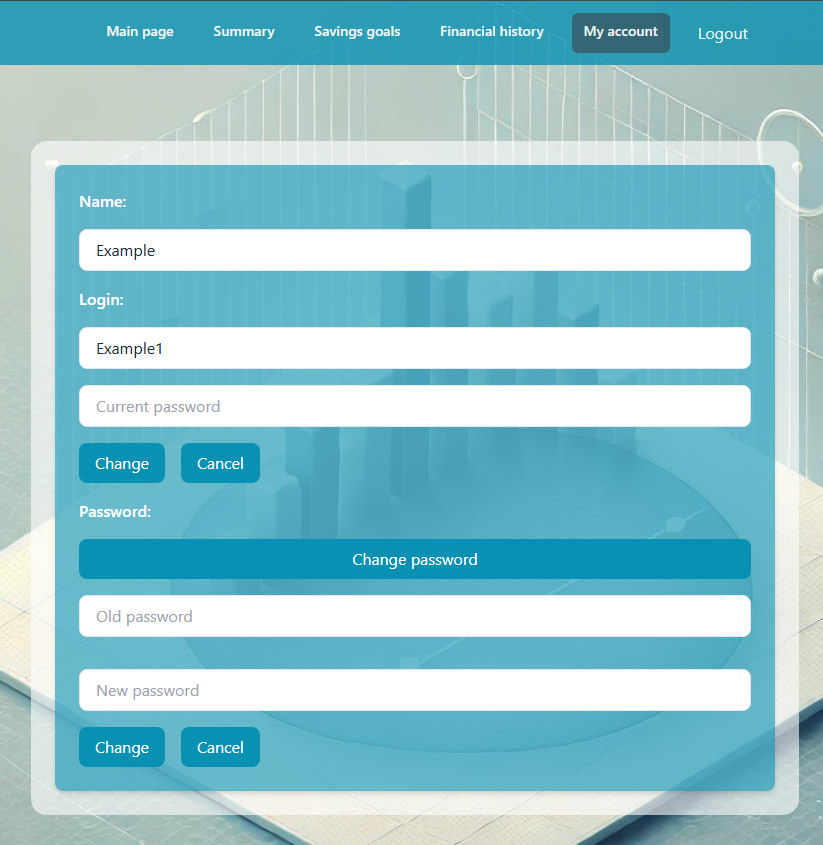 Main page Summary Savings goals Financial history My account Logout
Name:
Example
Login:
Example1
Current password
Change Cancel
Password:
Change password
Old password
New password
Change Cancel